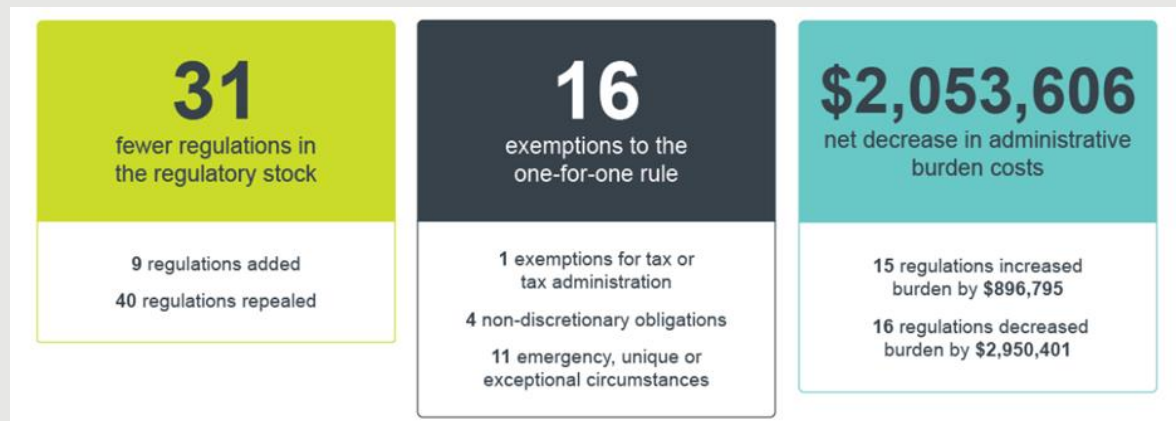 31
fewer regulations in
the regulatory stock
9 regulations added
40 regulations repealed
16
exemptions to the
one-for-one rule
1 exemptions for tax or
tax administration
4 non-discretionary obligations
11 emergency, unique or
exceptional circumstances
$2,053,606
net decrease in administrative
burden costs
15 regulations increased
burden by $896,795
16 regulations decreased
burden by $2,950,401